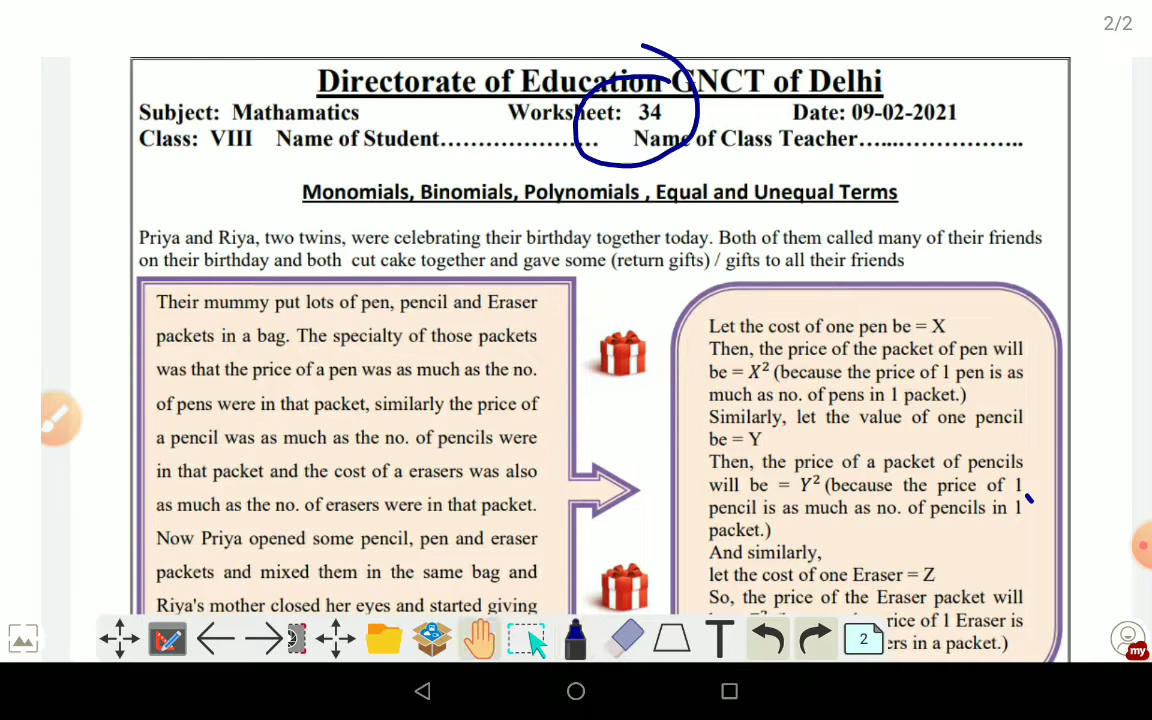 2/2
Directorate of Education GNCT of Delhi
Subject: Mathamatics Worksheet: 34 Date: 09-02-2021
Class: VIII Name of Student..................... Name of Class Teacher......................
Monomials, Binomials, Polynomials , Equal and Unequal Terms
Priya and Riya, two twins, were celebrating their birthday together today. Both of them called many of their friends
on their birthday and both cut cake together and gave some (return gifts) / gifts to all their friends
Their mummy put lots of pen, pencil and Eraser
packets in a bag. The specialty of those packets
was that the price of a pen was as much as the no.
of pens were in that packet, similarly the price of
a pencil was as much as the no. of pencils were
in that packet and the cost of a erasers was also
as much as the no. of erasers were in that packet.
Now Priya opened some pencil, pen and eraser
packets and mixed them in the same bag and
Riya's mother closed her eyes and started giving
Let the cost of one pen be = X
Then, the price of the packet of pen will
be = X² (because the price of 1 pen is as
much as no. of pens in 1 packet.)
Similarly, let the value of one pencil
be = Y
Then, the price of a packet of pencils
will be = Y² (because the price of 1
pencil is as much as no. of pencils in 1
packet.)
And similarly,
let the cost of one Eraser = Z
So, the price of the Eraser packet will
rice of 1 Eraser is
ers in a packet.)
T
2
my